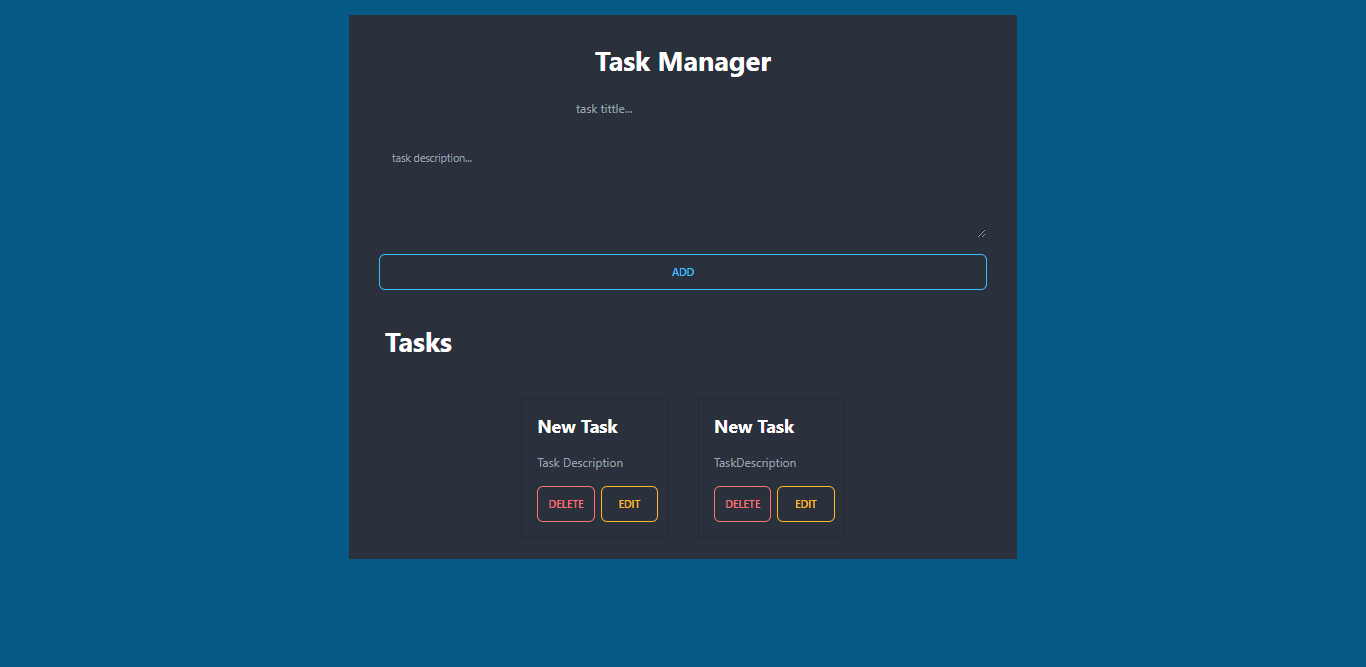 Task Manager
task tittle...
task description...
ADD
Tasks
New Task
Task Description
DELETE EDIT
New Task
TaskDescription
DELETE EDIT